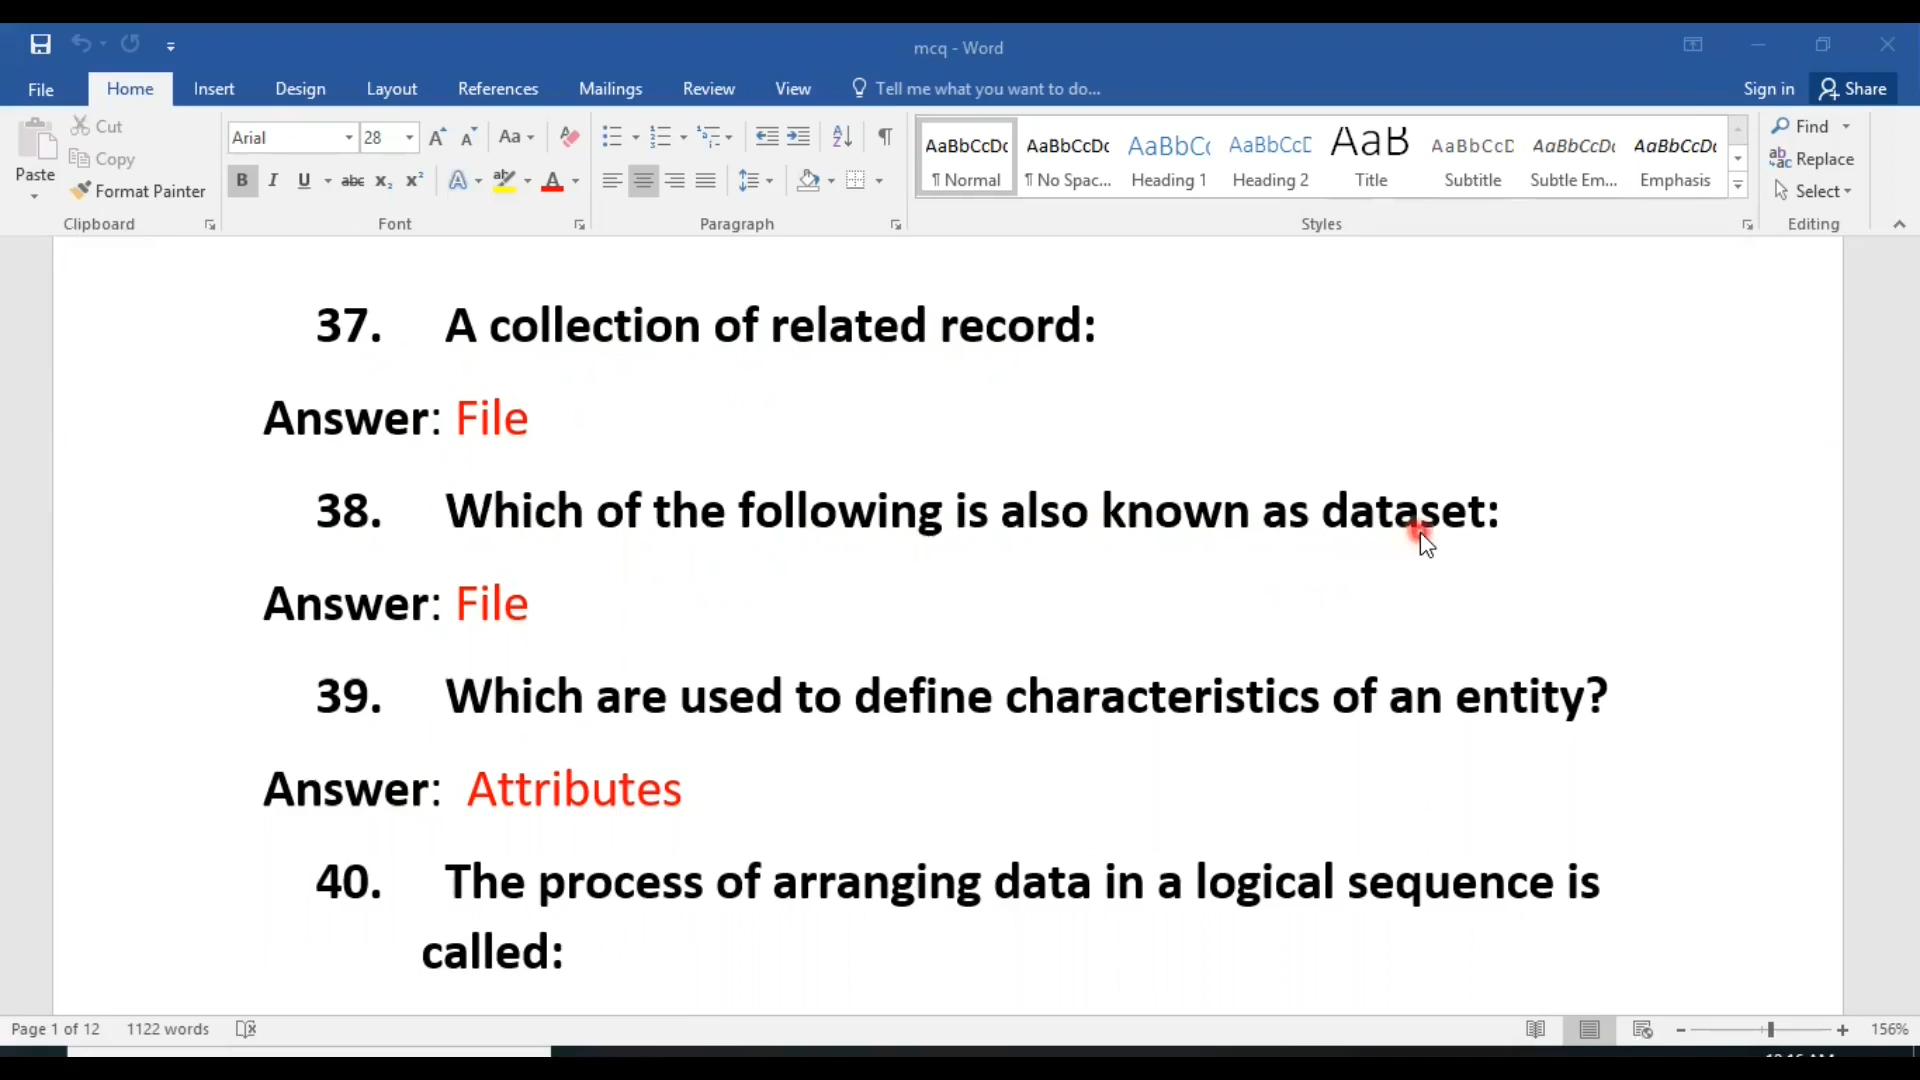 mcq - Word
File Home Insert Design Layout References Mailings Review View Tell me what you want to do... Sign in Share
Paste Cut Copy Format Painter
Arial 28 Aa
B I U abc X₂ X² A
AaBbCcDc AaBbCcDc AaBbCc AaBbCcD AaB AaBbCcD AaBbCcDc AaBbCcDc
¶ Normal ¶ No Spac... Heading 1 Heading 2 Title Subtitle Subtle Em... Emphasis
Find Replace Select
Clipboard Font Paragraph Styles Editing
37. A collection of related record:
Answer: File
38. Which of the following is also known as dataset:
Answer: File
39. Which are used to define characteristics of an entity?
Answer: Attributes
40. The process of arranging data in a logical sequence is
called:
Page 1 of 12 1122 words 156%